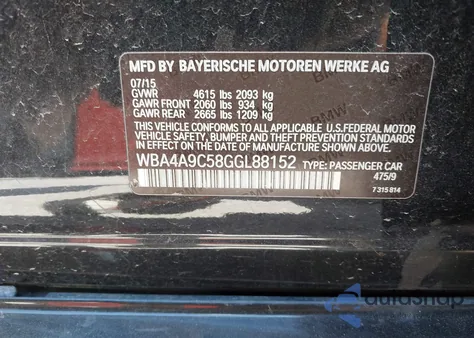 MFD BY BAYERISCHE MOTOREN WERKE AG
07/15
GVWR 4615 lbs 2093 kg
GAWR FRONT 2060 lbs 934 kg
GAWR REAR 2665 lbs 1209 kg
THIS VEHICLE CONFORMS TO ALL APPLICABLE U.S. FEDERAL MOTOR
VEHICLE SAFETY, BUMPER AND THEFT PREVENTION STANDARDS
IN EFFECT ON THE DATE OF MANUFACTURE SHOWN ABOVE.
WBA4A9C58GGL88152 TYPE: PASSENGER CAR
475/9
7 315 814
autosnap